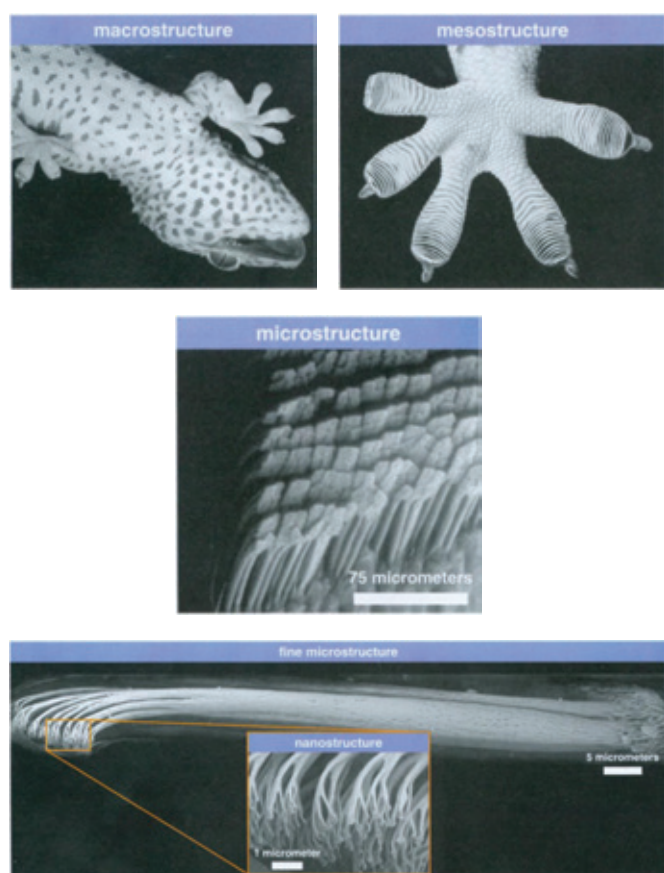 macrostructure
mesostructure
microstructure
75 micrometers
fine microstructure
5 micrometers
nanostructure
1 micrometer